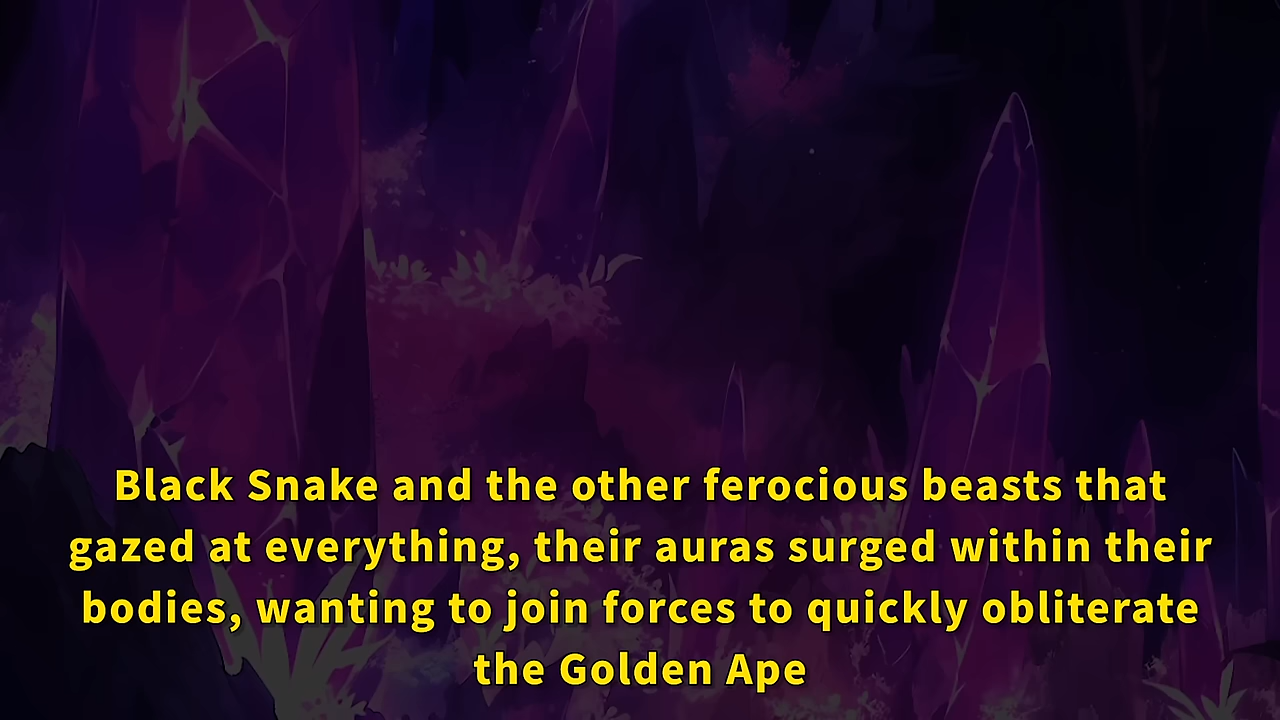 Black Snake and the other ferocious beasts that
gazed at everything, their auras surged within their
bodies, wanting to join forces to quickly obliterate
the Golden Ape